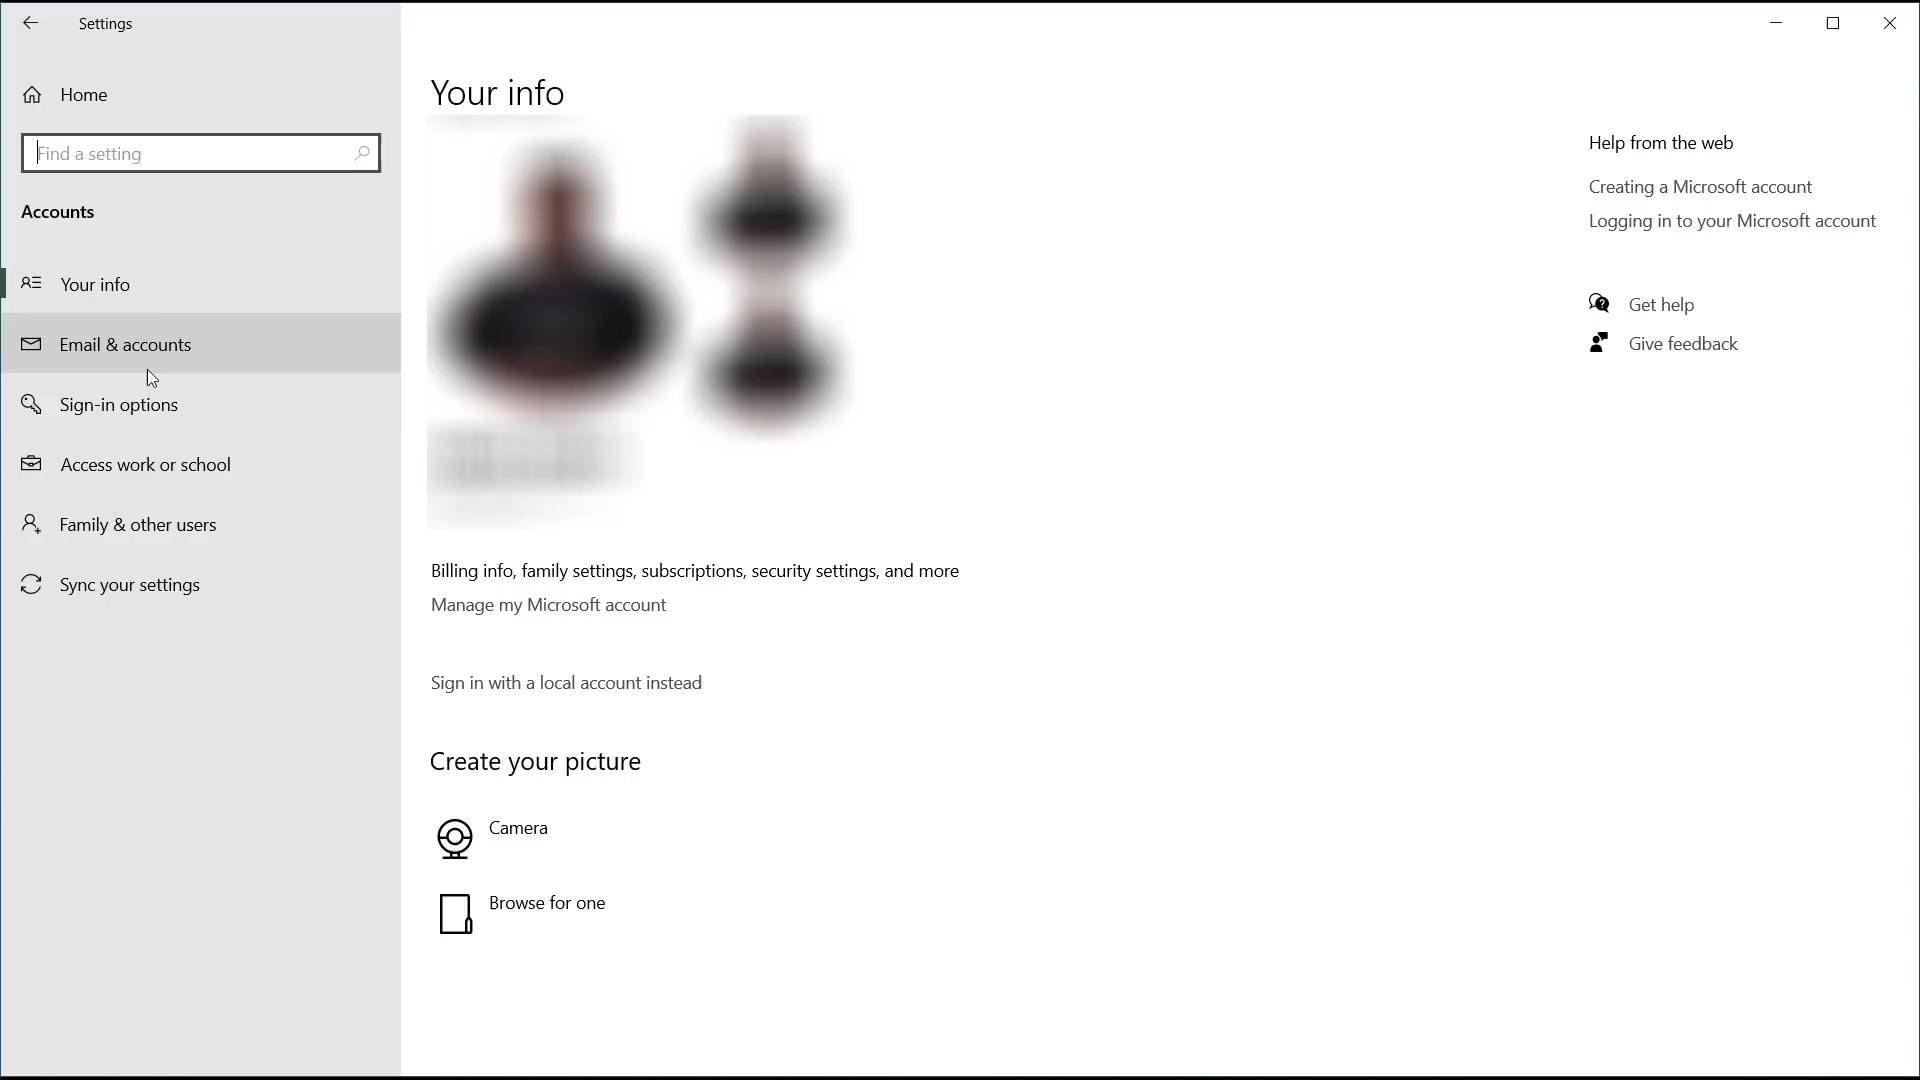 Settings
Home
Find a setting
Accounts
Your info
Email & accounts
Sign-in options
Access work or school
Family & other users
Sync your settings
Your info
Billing info, family settings, subscriptions, security settings, and more
Manage my Microsoft account
Sign in with a local account instead
Create your picture
Camera
Browse for one
Help from the web
Creating a Microsoft account
Logging in to your Microsoft account
Get help
Give feedback